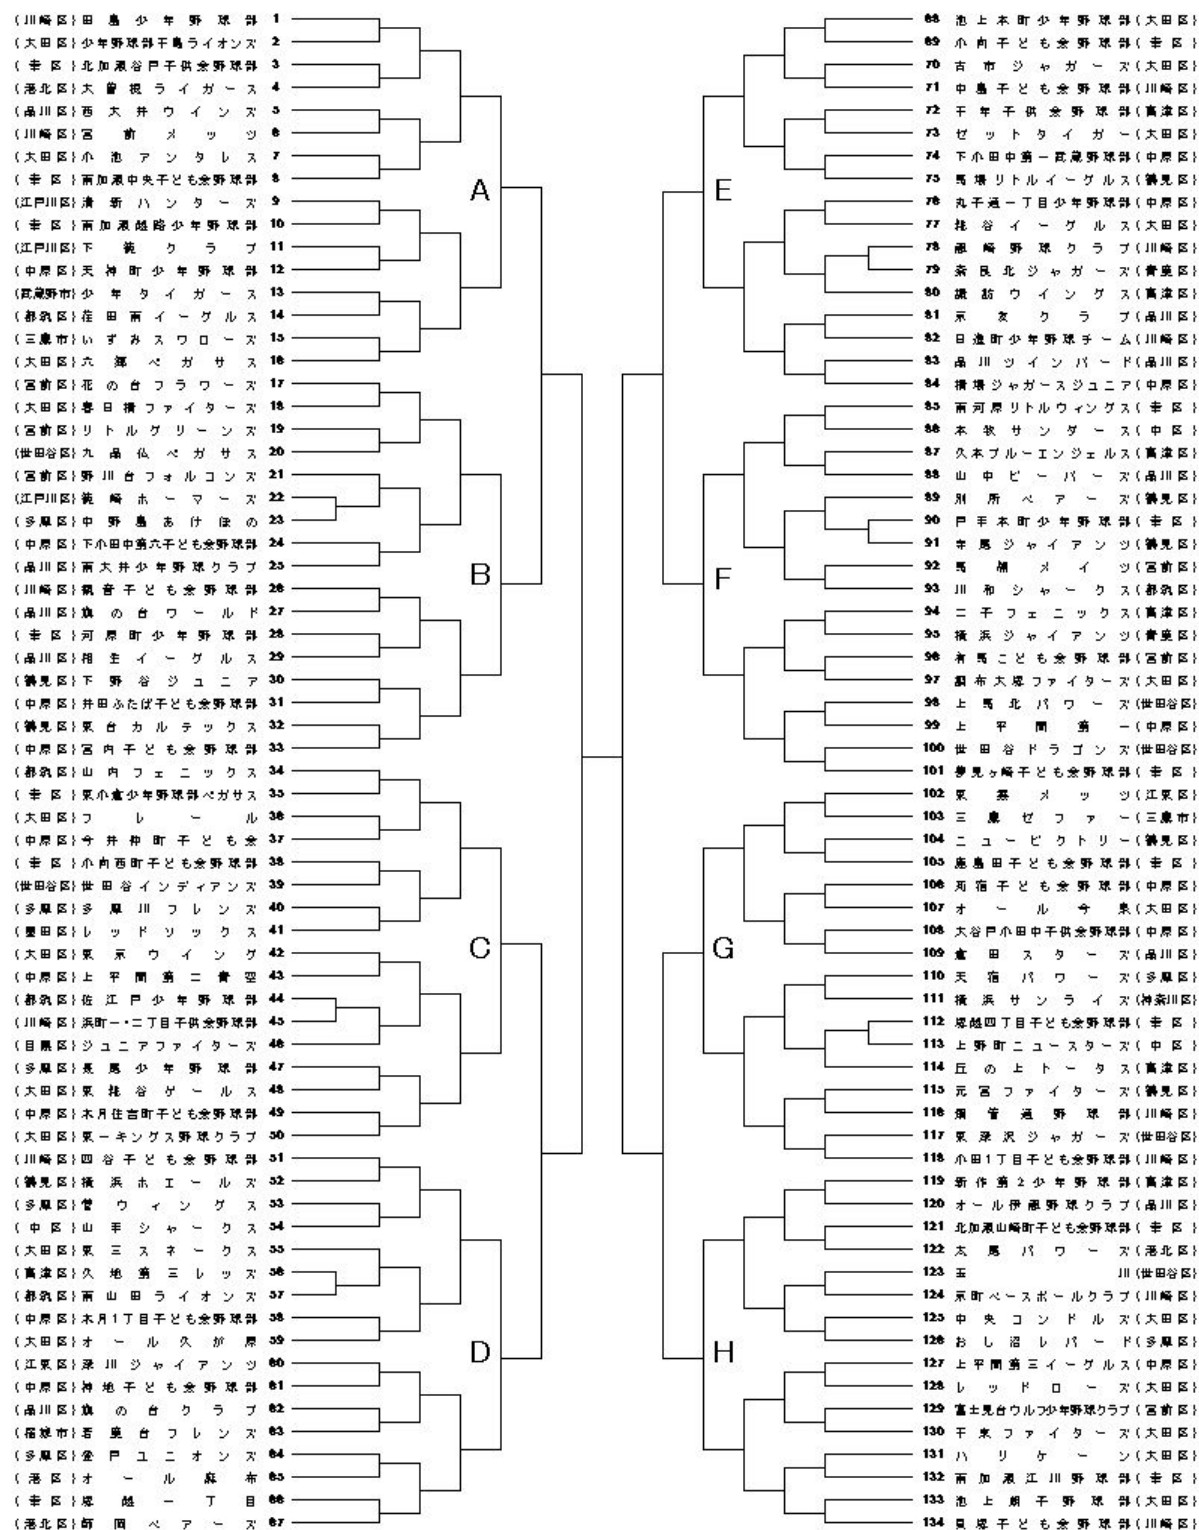 (川崎区)田島少年野球部 1
(大田区)少年野球部千鳥ライオンズ 2
(幸区)北加瀬谷戸子供会野球部 3
(港北区)大曽根タイガース 4
(品川区)西大井ウインズ 5
(川崎区)宮前メッツ 6
(大田区)小池アンタレス 7
(幸区)南加瀬中央子ども会野球部 8
(江戸川区)清新ハンターズ 9
(幸区)南加瀬越路少年野球部 10
(江戸川区)下鎌クラブ 11
(中原区)天神町少年野球部 12
(武蔵野市)少年タイガース 13
(都筑区)荏田南イーグルス 14
(三鷹市)いずみスワローズ 15
(大田区)六郷ペガサス 16
(宮前区)花の台フラワーズ 17
(大田区)春日橋ファイターズ 18
(宮前区)リトルグリーンズ 19
(世田谷区)九品仏ペガサス 20
(宮前区)野川台フォルコンズ 21
(江戸川区)篠崎ホーマーズ 22
(多摩区)中野島あけぼの 23
(中原区)下小田中第六子ども会野球部 24
(品川区)南大井少年野球クラブ 25
(川崎区)観音子ども会野球部 26
(品川区)旗の台ワールド 27
(幸区)河原町少年野球部 28
(品川区)相生イーグルス 29
(鶴見区)下野谷ジュニア 30
(中原区)井田ふたば子ども会野球部 31
(鶴見区)東台カルテックス 32
(中原区)宮内子ども会野球部 33
(都筑区)山内フェニックス 34
(幸区)東小倉少年野球部ペガサス 35
(大田区)フレール 36
(中原区)今井仲町子ども会 37
(幸区)小向西町子ども会野球部 38
(世田谷区)世田谷インディアンズ 39
(多摩区)多摩川フレンズ 40
(墨田区)レッドソックス 41
(大田区)東京ウイング 42
(中原区)上平間第二青空 43
(都筑区)佐江戸少年野球部 44
(川崎区)浜町一・二丁目子供会野球部 45
(目黒区)ジュニアファイターズ 46
(多摩区)長尾少年野球部 47
(大田区)東糀谷ゲールス 48
(中原区)木月住吉町子ども会野球部 49
(大田区)東一キングス野球クラブ 50
(川崎区)四谷子ども会野球部 51
(鶴見区)横浜ホエールズ 52
(多摩区)菅ウィングス 53
(中区)山手シャークス 54
(大田区)東三スネークス 55
(高津区)久地第三レッズ 56
(都筑区)南山田ライオンズ 57
(中原区)木月1丁目子ども会野球部 58
(大田区)オール久が原 59
(江東区)深川ジャイアンツ 60
(中原区)神地子ども会野球部 61
(品川区)旗の台クラブ 62
(稲城市)若葉台フレンズ 63
(多摩区)登戸ユニオンズ 64
(港区)オール麻布 65
(幸区)塚越一丁目 66
(港北区)師岡ベアーズ 67
A
B
C
D
E
F
G
H
68 池上本町少年野球部(大田区)
69 小向子ども会野球部(幸区)
70 古市ジャガーズ(大田区)
71 中島子ども会野球部(川崎区)
72 千年子供会野球部(高津区)
73 ゼットタイガー(大田区)
74 下小田中第一武蔵野球部(中原区)
75 馬場リトルイーグルス(鶴見区)
76 丸子通一丁目少年野球部(中原区)
77 糀谷イーグルス(大田区)
78 観崎野球クラブ(川崎区)
79 奈良北ジャガーズ(青葉区)
80 諏訪ウイングス(高津区)
81 京友クラブ(品川区)
82 日進町少年野球チーム(川崎区)
83 品川ツインバード(品川区)
84 橋場ジャガースジュニア(中原区)
85 南河原リトルウィングス(幸区)
86 本牧サンダース(中区)
87 久本ブルーエンジェルス(高津区)
88 山中ビーバーズ(品川区)
89 別所ベアーズ(鶴見区)
90 戸手本町少年野球部(幸区)
91 寺尾ジャイアンツ(鶴見区)
92 馬絹メイツ(宮前区)
93 川和シャークス(都筑区)
94 二子フェニックス(高津区)
95 横浜ジャイアンツ(青葉区)
96 有馬こども会野球部(宮前区)
97 調布大塚ファイターズ(大田区)
98 上馬北パワーズ(世田谷区)
99 上平間第一(中原区)
100 世田谷ドラゴンズ(世田谷区)
101 夢見ヶ崎子ども会野球部(幸区)
102 東雲メッツ(江東区)
103 三鷹ゼファー(三鷹市)
104 ニュービクトリー(鶴見区)
105 鹿島田子ども会野球部(幸区)
106 苅宿子ども会野球部(中原区)
107 オール今泉(大田区)
108 大谷戸小田中子供会野球部(中原区)
109 倉田スターズ(品川区)
110 天宿パワーズ(多摩区)
111 横浜サンライズ(神奈川区)
112 塚越四丁目子ども会野球部(幸区)
113 上野町ニュースターズ(中区)
114 丘の上トータス(高津区)
115 元宮ファイターズ(鶴見区)
116 煙管通野球部(川崎区)
117 東深沢ジャガーズ(世田谷区)
118 小田1丁目子ども会野球部(川崎区)
119 新作第2少年野球部(高津区)
120 オール伊藤野球クラブ(品川区)
121 北加瀬山崎町子ども会野球部(幸区)
122 太尾パワーズ(港北区)
123 玉川(世田谷区)
124 京町ベースボールクラブ(川崎区)
125 中央コンドルズ(大田区)
126 おし沼レパード(多摩区)
127 上平間第三イーグルス(中原区)
128 レッドローズ(大田区)
129 富士見台ウルフ少年野球クラブ(宮前区)
130 千束ファイターズ(大田区)
131 ハリケーン(大田区)
132 南加瀬江川野球部(幸区)
133 池上朝子野球部(大田区)
134 貝塚子ども会野球部(川崎区)